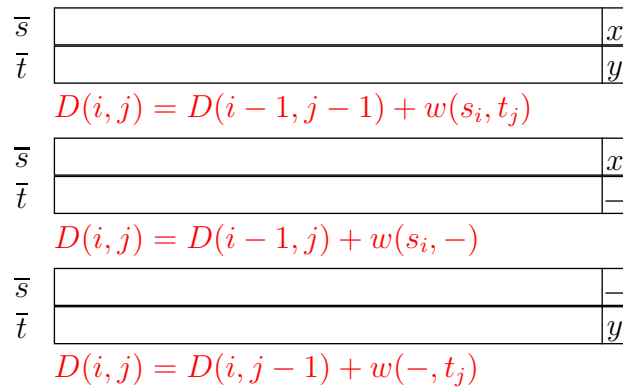 s̅ x
t̅ y
D(i, j) = D(i − 1, j − 1) + w(s_i, t_j)
s̅ x
t̅ −
D(i, j) = D(i − 1, j) + w(s_i, −)
s̅ −
t̅ y
D(i, j) = D(i, j − 1) + w(−, t_j)